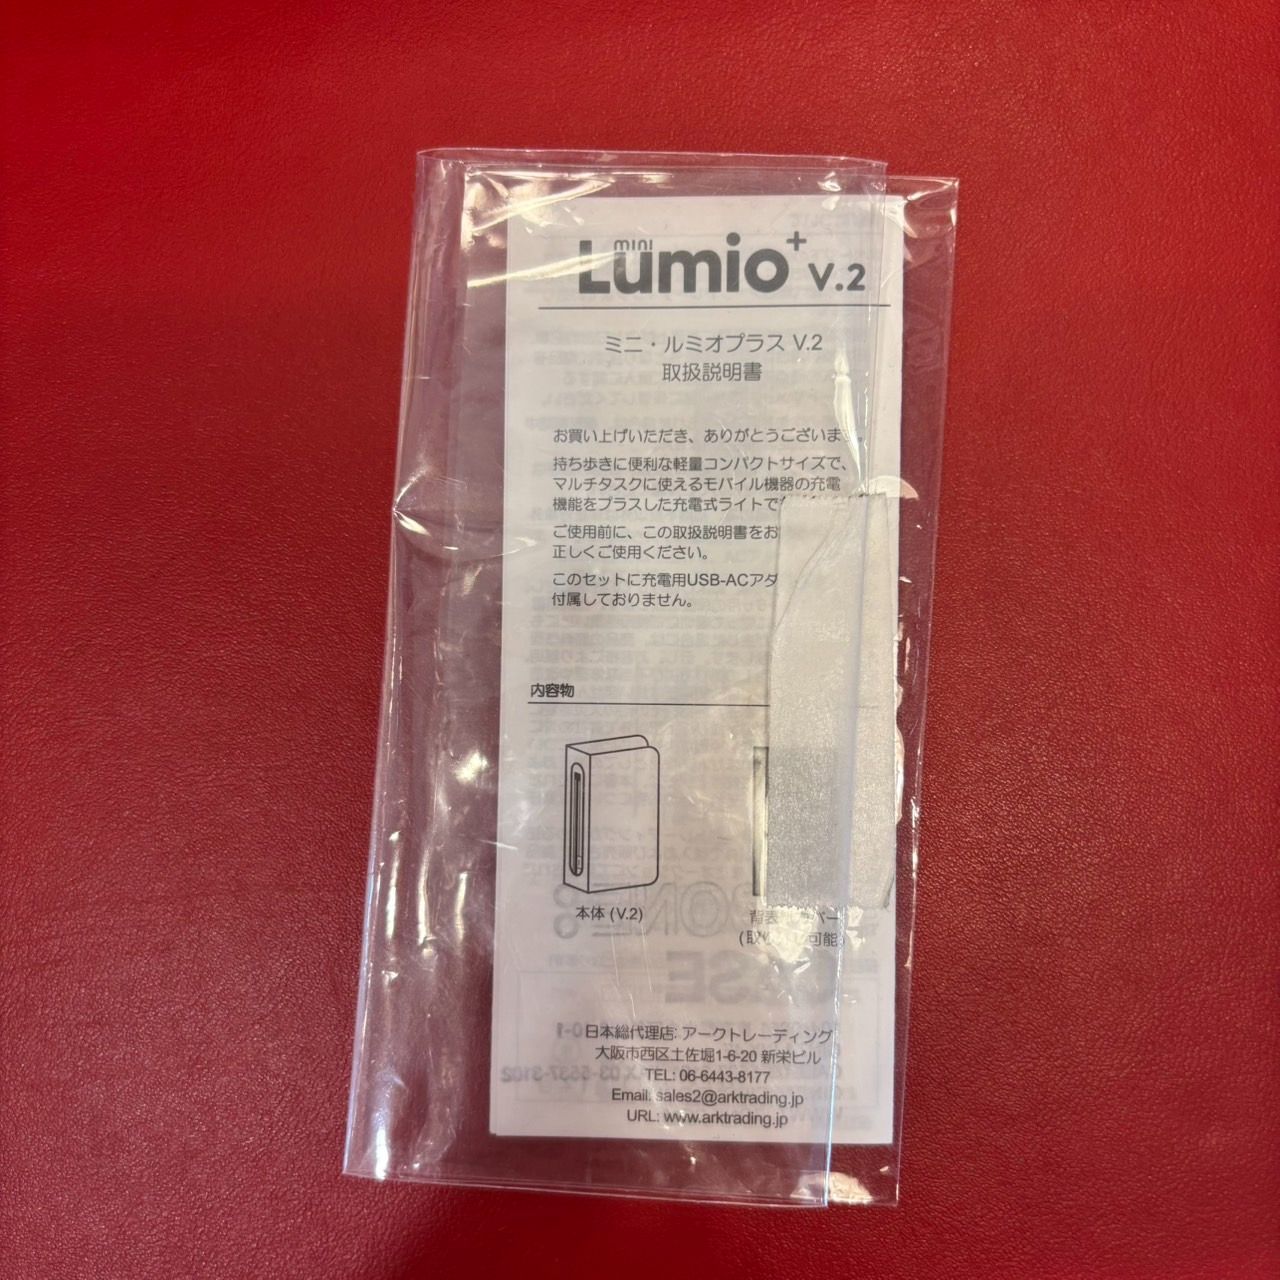 mini Lumio+ V.2
ミニ・ルミオプラス V.2
取扱説明書
お買い上げいただき、ありがとうございま
持ち歩きに便利な軽量コンパクトサイズで、
マルチタスクに使えるモバイル機器の充電
機能をプラスした充電式ライトで
ご使用前に、この取扱説明書をお
正しくご使用ください。
このセットに充電用USB-ACアダ
付属しておりません。
内容物
本体 (V.2)
日本総代理店: アークトレーディング
大阪市西区土佐堀1-6-20 新栄ビル
TEL: 06-6443-8177
Email: sales2@arktrading.jp
URL: www.arktrading.jp